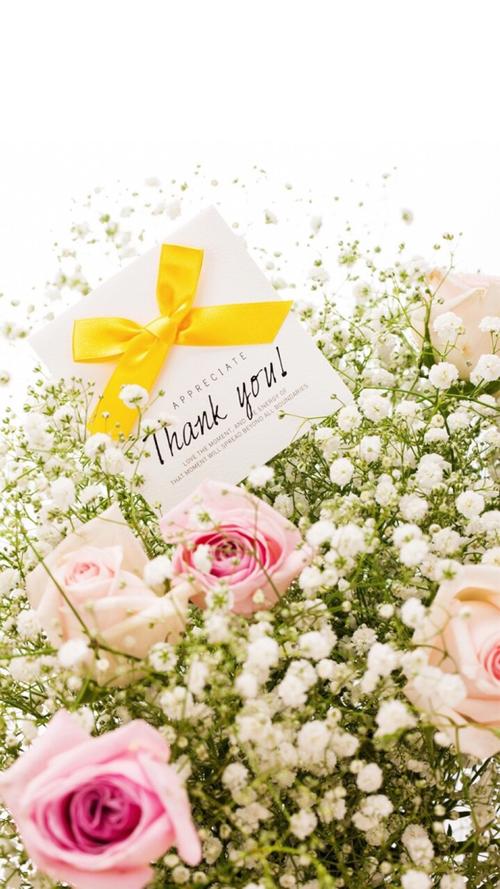 APPRECIATE
Thank you!
LOVE THE MOMENT, AND THE ENERGY OF
THAT MOMENT WILL SPREAD BEYOND ALL BOUNDARIES.